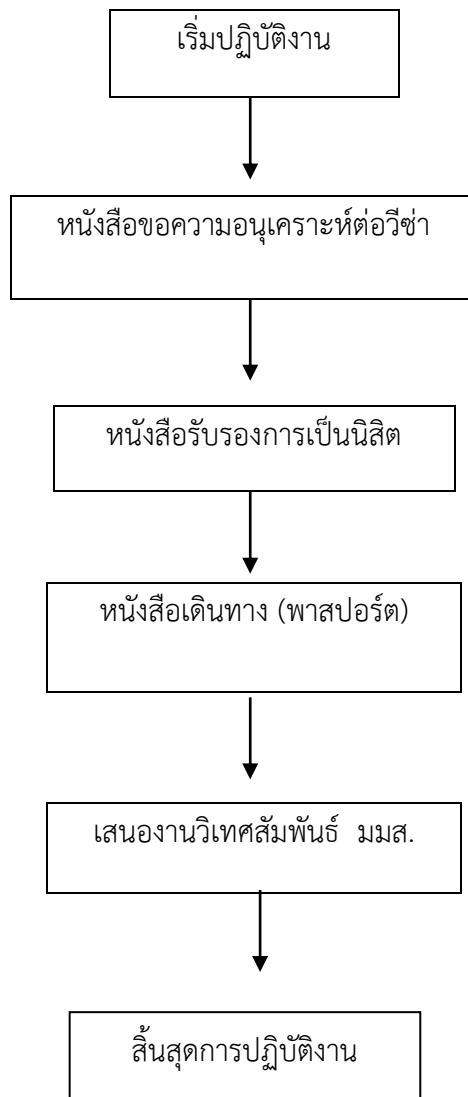 เริ่มปฏิบัติงาน
หนังสือขอความอนุเคราะห์ต่อวีซ่า
หนังสือรับรองการเป็นนิสิต
หนังสือเดินทาง (พาสปอร์ต)
เสนองานวิเทศสัมพันธ์ มมส.
สิ้นสุดการปฏิบัติงาน